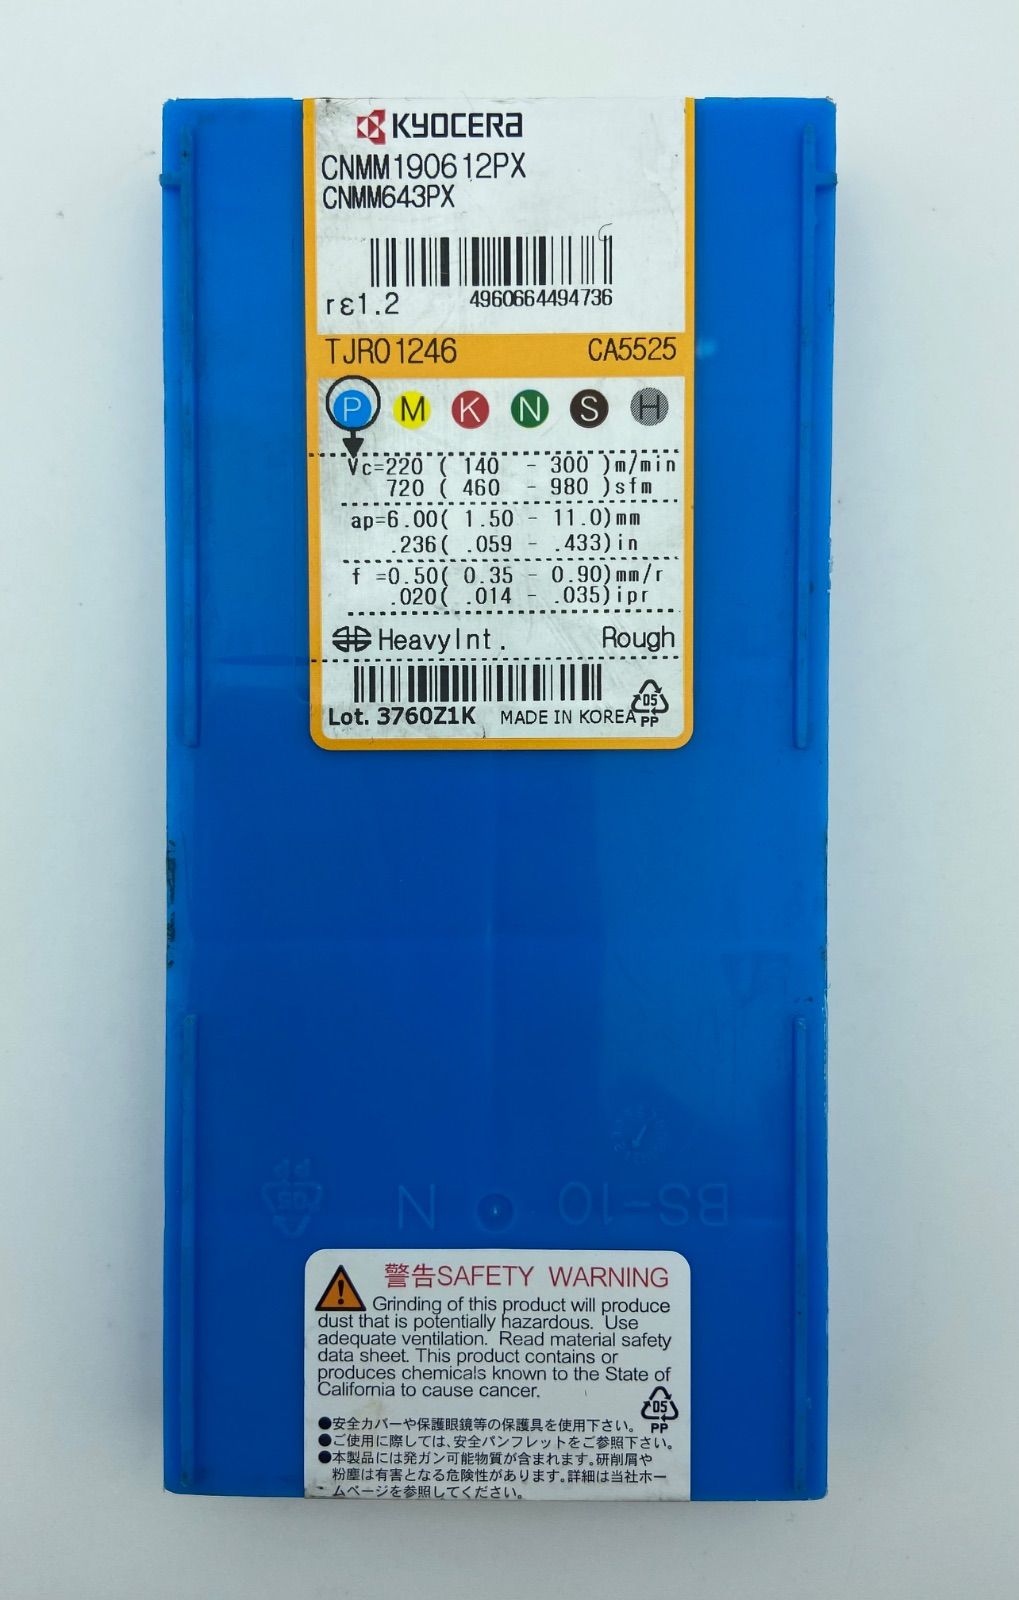 KYOCERA
CNMM190612PX
CNMM643PX
rε1.2 4960664494736
TJR01246 CA5525
P M K N S H
Vc=220 ( 140 - 300 )m/min
720 ( 460 - 980 )sfm
ap=6.00( 1.50 - 11.0)mm
.236( .059 - .433)in
f =0.50( 0.35 - 0.90)mm/r
.020( .014 - .035)ipr
HeavyInt. Rough
Lot. 3760Z1K MADE IN KOREA 05 PP
05 PP N BS-10
警告SAFETY WARNING
Grinding of this product will produce
dust that is potentially hazardous. Use
adequate ventilation. Read material safety
data sheet. This product contains or
produces chemicals known to the State of
California to cause cancer.
05
PP
●安全カバーや保護眼鏡等の保護具を使用下さい。
●ご使用に際しては、安全パンフレットをご参照下さい。
●本製品には発ガン可能物質が含まれます。研削屑や
粉塵は有害となる危険性があります。詳細は当社ホー
ムページを参照してください。